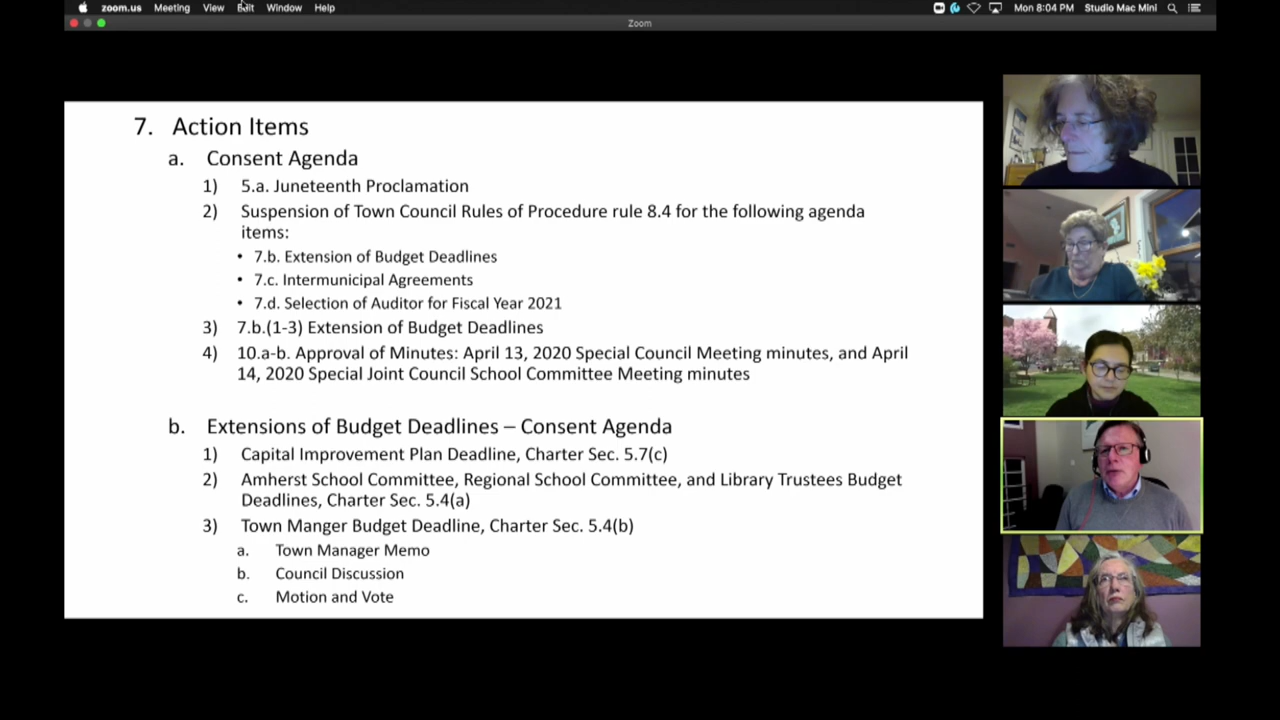 zoom.us Meeting View Edit Window Help Mon 8:04 PM Studio Mac Mini
Zoom
7. Action Items
a. Consent Agenda
1) 5.a. Juneteenth Proclamation
2) Suspension of Town Council Rules of Procedure rule 8.4 for the following agenda
items:
• 7.b. Extension of Budget Deadlines
• 7.c. Intermunicipal Agreements
• 7.d. Selection of Auditor for Fiscal Year 2021
3) 7.b.(1-3) Extension of Budget Deadlines
4) 10.a-b. Approval of Minutes: April 13, 2020 Special Council Meeting minutes, and April
14, 2020 Special Joint Council School Committee Meeting minutes
b. Extensions of Budget Deadlines – Consent Agenda
1) Capital Improvement Plan Deadline, Charter Sec. 5.7(c)
2) Amherst School Committee, Regional School Committee, and Library Trustees Budget
Deadlines, Charter Sec. 5.4(a)
3) Town Manger Budget Deadline, Charter Sec. 5.4(b)
a. Town Manager Memo
b. Council Discussion
c. Motion and Vote